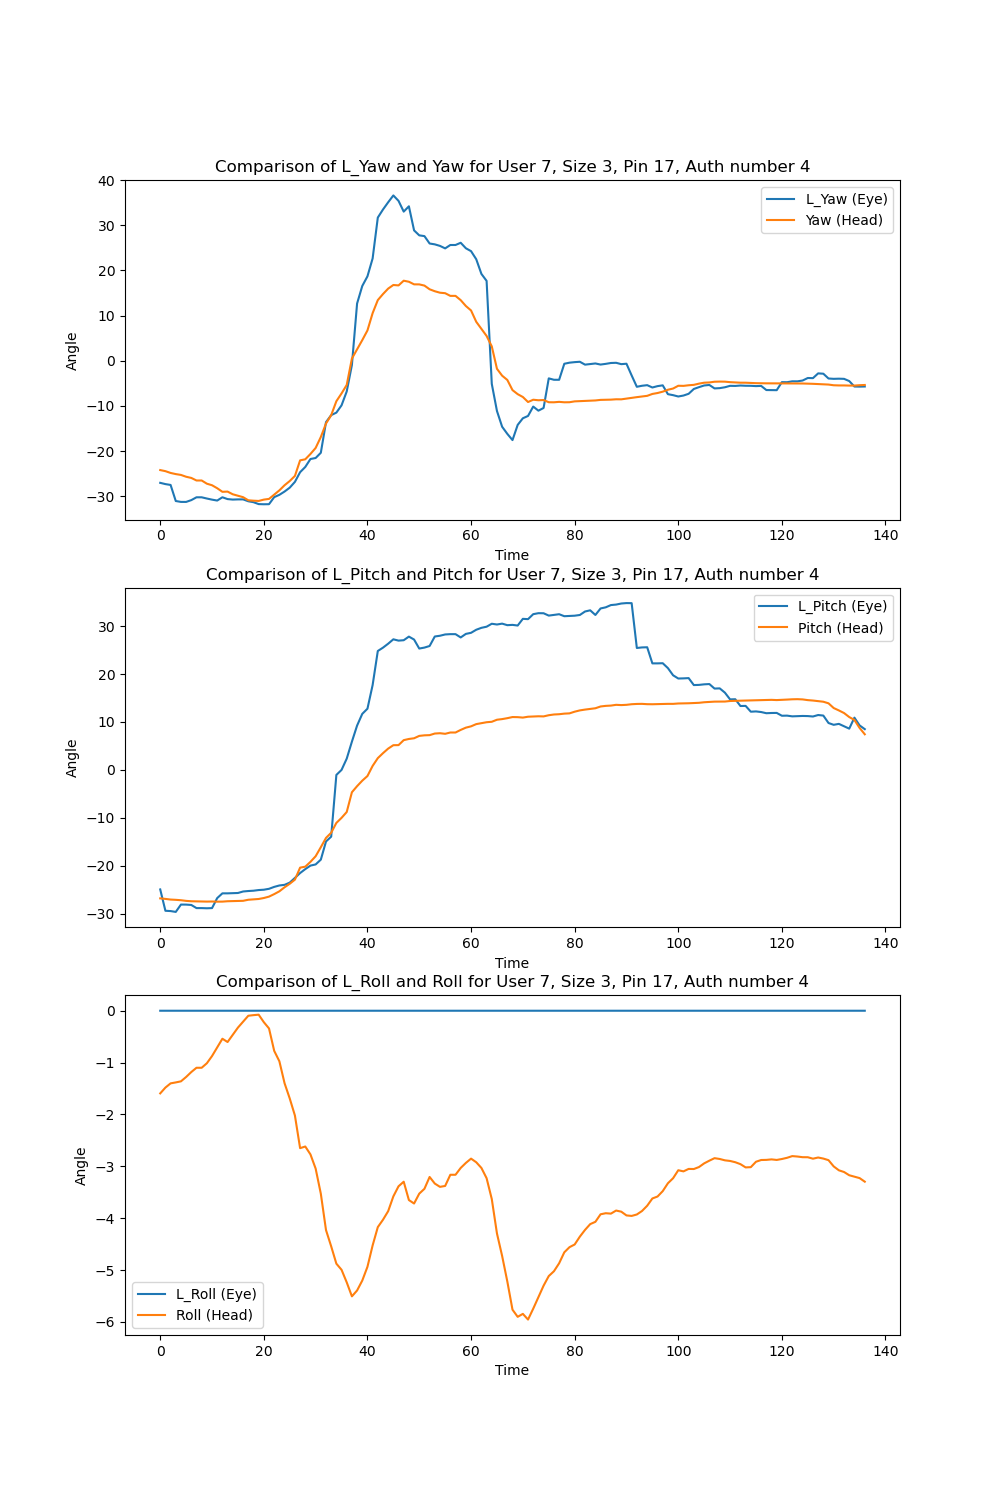 Comparison of L_Yaw and Yaw for User 7, Size 3, Pin 17, Auth number 4
40
30
20
10
0
−10
−20
−30
Angle
L_Yaw (Eye)
Yaw (Head)
0 20 40 60 80 100 120 140
Time
Comparison of L_Pitch and Pitch for User 7, Size 3, Pin 17, Auth number 4
30
20
10
0
−10
−20
−30
Angle
L_Pitch (Eye)
Pitch (Head)
0 20 40 60 80 100 120 140
Time
Comparison of L_Roll and Roll for User 7, Size 3, Pin 17, Auth number 4
0
−1
−2
−3
−4
−5
−6
Angle
L_Roll (Eye)
Roll (Head)
0 20 40 60 80 100 120 140
Time